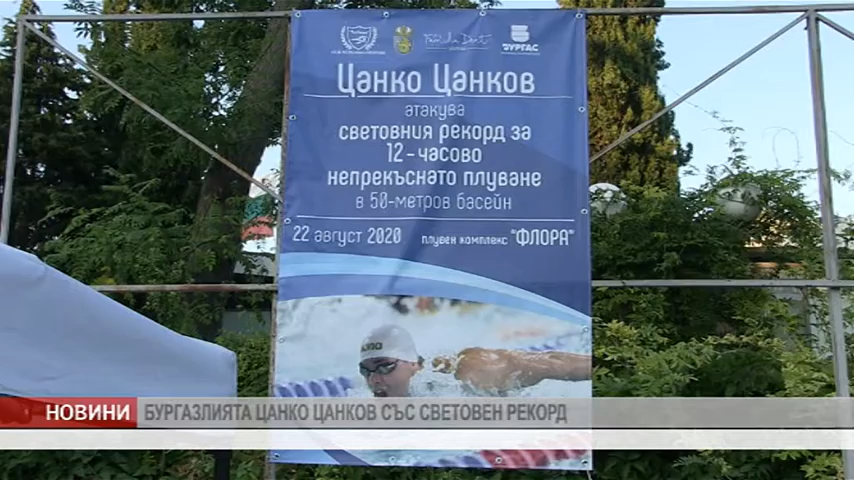 БУРГАС
Цанко Цанков
атакува
световния рекорд за
12-часово
непрекъснато плуване
в 50-метров басейн
22 август 2020 плувен комплекс "ФЛОРА"
НОВИНИ БУРГАЗЛИЯТА ЦАНКО ЦАНКОВ СЪС СВЕТОВЕН РЕКОРД